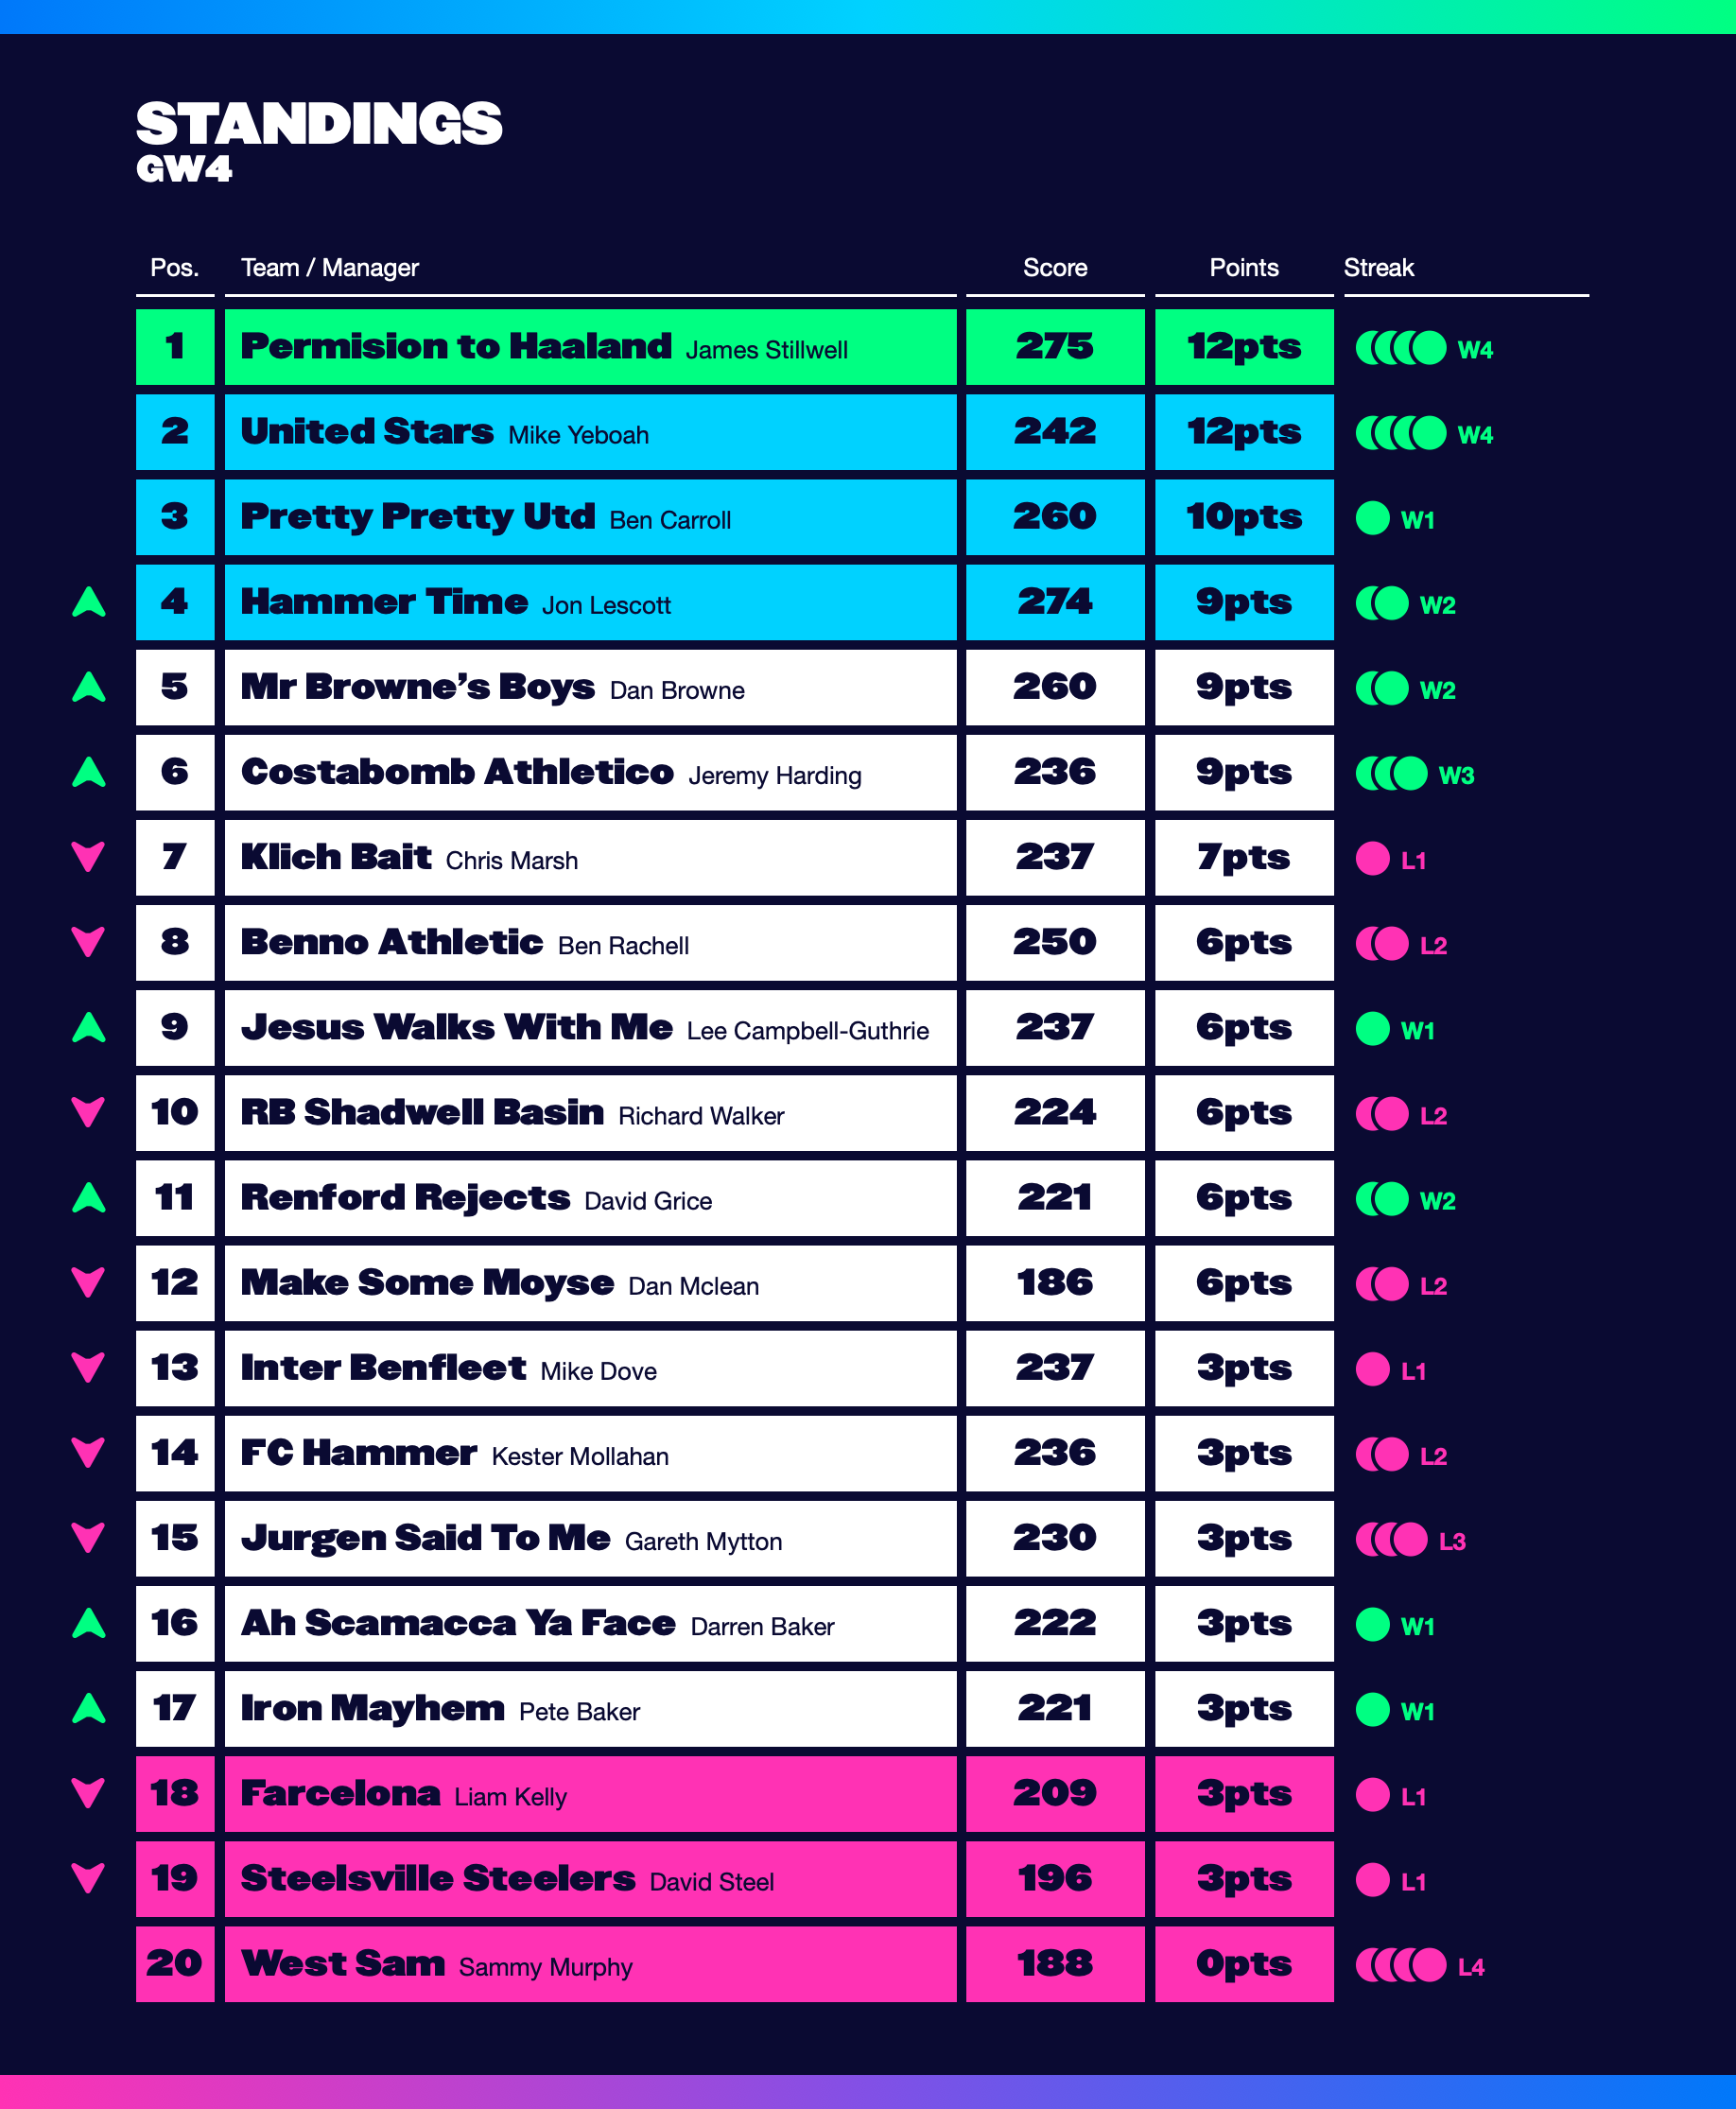 STANDINGS
GW4
Pos. Team / Manager Score Points Streak
1 Permision to Haaland James Stillwell 275 12pts W4
2 United Stars Mike Yeboah 242 12pts W4
3 Pretty Pretty Utd Ben Carroll 260 10pts W1
4 Hammer Time Jon Lescott 274 9pts W2
5 Mr Browne’s Boys Dan Browne 260 9pts W2
6 Costabomb Athletico Jeremy Harding 236 9pts W3
7 Klich Bait Chris Marsh 237 7pts L1
8 Benno Athletic Ben Rachell 250 6pts L2
9 Jesus Walks With Me Lee Campbell-Guthrie 237 6pts W1
10 RB Shadwell Basin Richard Walker 224 6pts L2
11 Renford Rejects David Grice 221 6pts W2
12 Make Some Moyse Dan Mclean 186 6pts L2
13 Inter Benfleet Mike Dove 237 3pts L1
14 FC Hammer Kester Mollahan 236 3pts L2
15 Jurgen Said To Me Gareth Mytton 230 3pts L3
16 Ah Scamacca Ya Face Darren Baker 222 3pts W1
17 Iron Mayhem Pete Baker 221 3pts W1
18 Farcelona Liam Kelly 209 3pts L1
19 Steelsville Steelers David Steel 196 3pts L1
20 West Sam Sammy Murphy 188 0pts L4